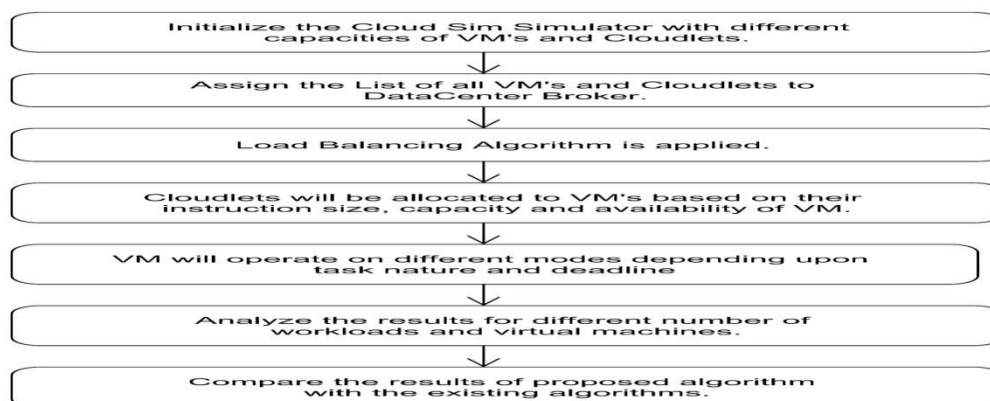 Initialize the Cloud Sim Simulator with different
capacities of VM's and Cloudlets.
Assign the List of all VM's and Cloudlets to
DataCenter Broker.
Load Balancing Algorithm is applied.
Cloudlets will be allocated to VM's based on their
instruction size, capacity and availability of VM.
VM will operate on different modes depending upon
task nature and deadline
Analyze the results for different number of
workloads and virtual machines.
Compare the results of proposed algorithm
with the existing algorithms.